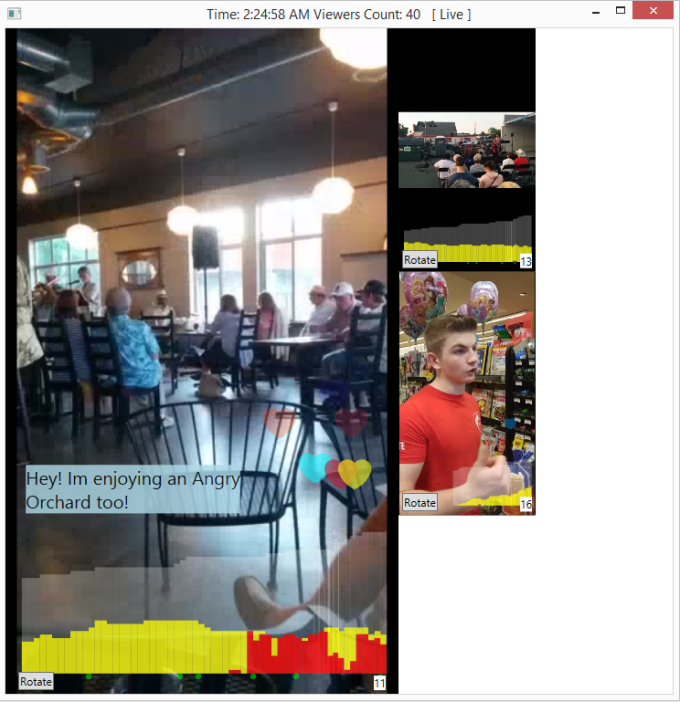 Time: 2:24:58 AM Viewers Count: 40 [ Live ]
Hey! Im enjoying an Angry
Orchard too!
Rotate
11
Rotate
13
Rotate
16